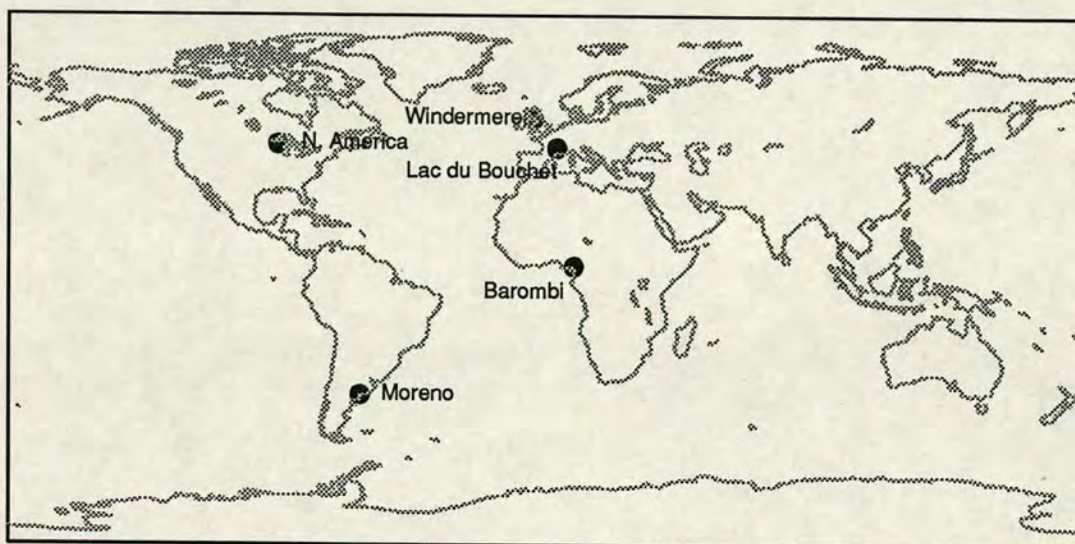 Windermere
N. America
Lac du Bouchet
Barombi
Moreno